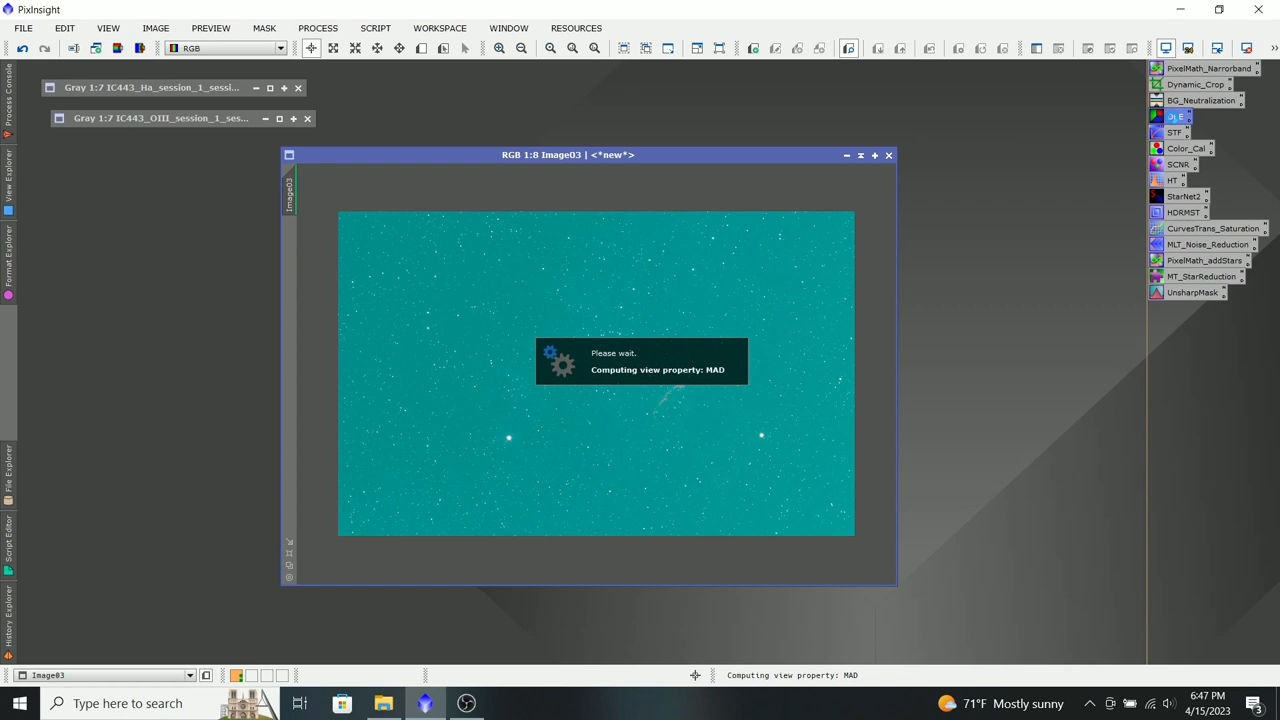 PixInsight
FILE EDIT VIEW IMAGE PREVIEW MASK PROCESS SCRIPT WORKSPACE WINDOW RESOURCES
RGB
Process Console
View Explorer
Format Explorer
File Explorer
Script Editor
History Explorer
Gray 1:7 IC443_Ha_session_1_sessi...
Gray 1:7 IC443_OIII_session_1_ses...
RGB 1:8 Image03 | <*new*>
Image03
Please wait.
Computing view property: MAD
PixelMath_Narrorband
Dynamic_Crop
BG_Neutralization
STF
Color_Cal
SCNR
HT
StarNet2
HDRMST
CurvesTrans_Saturation
MLT_Noise_Reduction
PixelMath_addStars
MT_StarReduction
UnsharpMask
Image03
Computing view property: MAD
Type here to search
71°F Mostly sunny
6:47 PM
4/15/2023
3